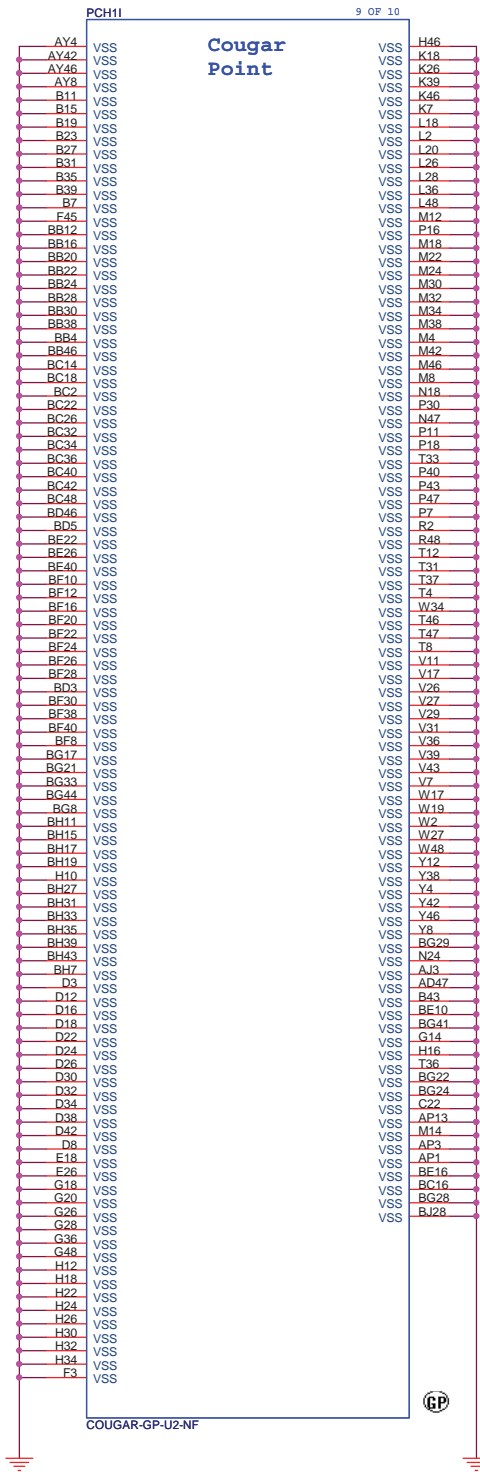 PCH1I 9 OF 10
Cougar
Point
AY4 VSS VSS H46
AY42 VSS VSS K18
AY46 VSS VSS K26
AY8 VSS VSS K39
B11 VSS VSS K46
B15 VSS VSS K7
B19 VSS VSS L18
B23 VSS VSS L2
B27 VSS VSS L20
B31 VSS VSS L26
B35 VSS VSS L28
B39 VSS VSS L36
B7 VSS VSS L48
F45 VSS VSS M12
BB12 VSS VSS P16
BB16 VSS VSS M18
BB20 VSS VSS M22
BB22 VSS VSS M24
BB24 VSS VSS M30
BB28 VSS VSS M32
BB30 VSS VSS M34
BB38 VSS VSS M38
BB4 VSS VSS M4
BB46 VSS VSS M42
BC14 VSS VSS M46
BC18 VSS VSS M8
BC2 VSS VSS N18
BC22 VSS VSS P30
BC26 VSS VSS N47
BC32 VSS VSS P11
BC34 VSS VSS P18
BC36 VSS VSS T33
BC40 VSS VSS P40
BC42 VSS VSS P43
BC48 VSS VSS P47
BD46 VSS VSS P7
BD5 VSS VSS R2
BE22 VSS VSS R48
BE26 VSS VSS T12
BE40 VSS VSS T31
BF10 VSS VSS T37
BF12 VSS VSS T4
BF16 VSS VSS W34
BF20 VSS VSS T46
BF22 VSS VSS T47
BF24 VSS VSS T8
BF26 VSS VSS V11
BF28 VSS VSS V17
BD3 VSS VSS V26
BF30 VSS VSS V27
BF38 VSS VSS V29
BF40 VSS VSS V31
BF8 VSS VSS V36
BG17 VSS VSS V39
BG21 VSS VSS V43
BG33 VSS VSS V7
BG44 VSS VSS W17
BG8 VSS VSS W19
BH11 VSS VSS W2
BH15 VSS VSS W27
BH17 VSS VSS W48
BH19 VSS VSS Y12
H10 VSS VSS Y38
BH27 VSS VSS Y4
BH31 VSS VSS Y42
BH33 VSS VSS Y46
BH35 VSS VSS Y8
BH39 VSS VSS BG29
BH43 VSS VSS N24
BH7 VSS VSS AJ3
D3 VSS VSS AD47
D12 VSS VSS B43
D16 VSS VSS BE10
D18 VSS VSS BG41
D22 VSS VSS G14
D24 VSS VSS H16
D26 VSS VSS T36
D30 VSS VSS BG22
D32 VSS VSS BG24
D34 VSS VSS C22
D38 VSS VSS AP13
D42 VSS VSS M14
D8 VSS VSS AP3
E18 VSS VSS AP1
E26 VSS VSS BE16
G18 VSS VSS BC16
G20 VSS VSS BG28
G26 VSS VSS BJ28
G28 VSS
G36 VSS
G48 VSS
H12 VSS
H18 VSS
H22 VSS
H24 VSS
H26 VSS
H30 VSS
H32 VSS
H34 VSS
F3 VSS
GP
COUGAR-GP-U2-NF